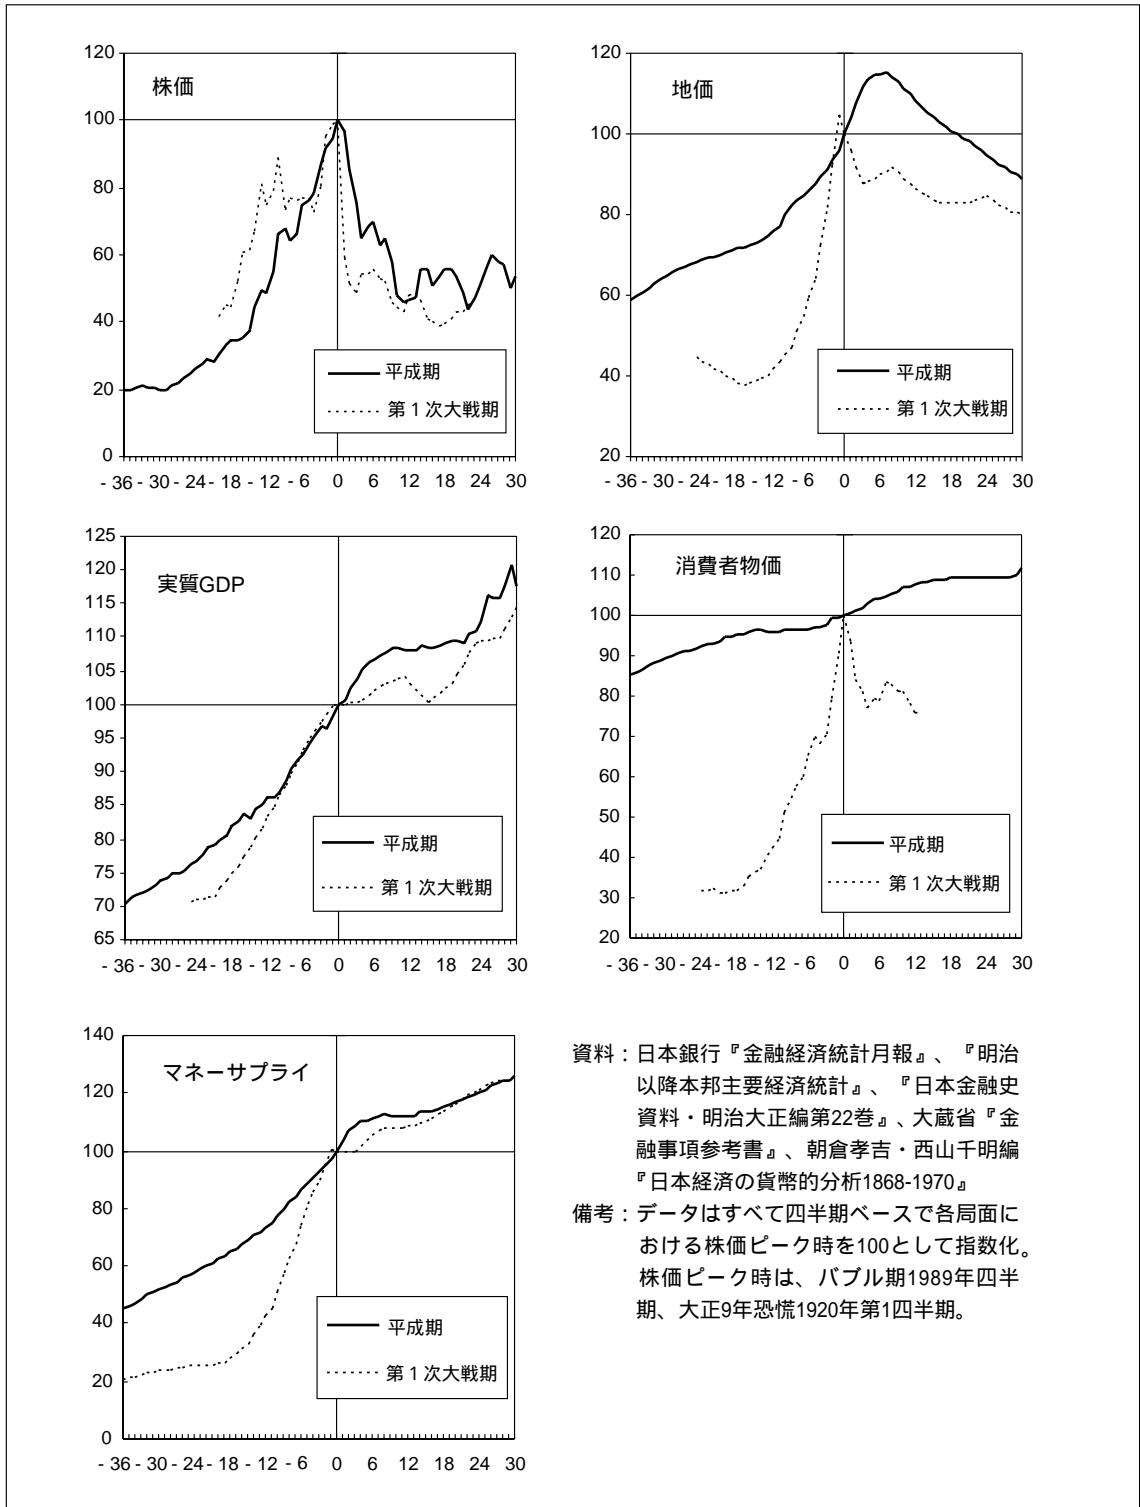 株価
120
100
80
60
40
20
0
平成期
第１次大戦期
- 36 - 30 - 24 - 18 - 12 - 6 0 6 12 18 24 30
地価
120
100
80
60
40
20
平成期
第１次大戦期
- 36 - 30 - 24 - 18 - 12 - 6 0 6 12 18 24 30
実質GDP
125
120
115
110
105
100
95
90
85
80
75
70
65
平成期
第１次大戦期
- 36 - 30 - 24 - 18 - 12 - 6 0 6 12 18 24 30
消費者物価
120
110
100
90
80
70
60
50
40
30
20
平成期
第１次大戦期
- 36 - 30 - 24 - 18 - 12 - 6 0 6 12 18 24 30
マネーサプライ
140
120
100
80
60
40
20
0
平成期
第１次大戦期
- 36 - 30 - 24 - 18 - 12 - 6 0 6 12 18 24 30
資料：日本銀行『金融経済統計月報』、『明治
以降本邦主要経済統計』、『日本金融史
資料・明治大正編第22巻』、大蔵省『金
融事項参考書』、朝倉孝吉・西山千明編
『日本経済の貨幣的分析1868-1970』
備考：データはすべて四半期ベースで各局面に
おける株価ピーク時を100として指数化。
株価ピーク時は、バブル期1989年四半
期、大正9年恐慌1920年第1四半期。